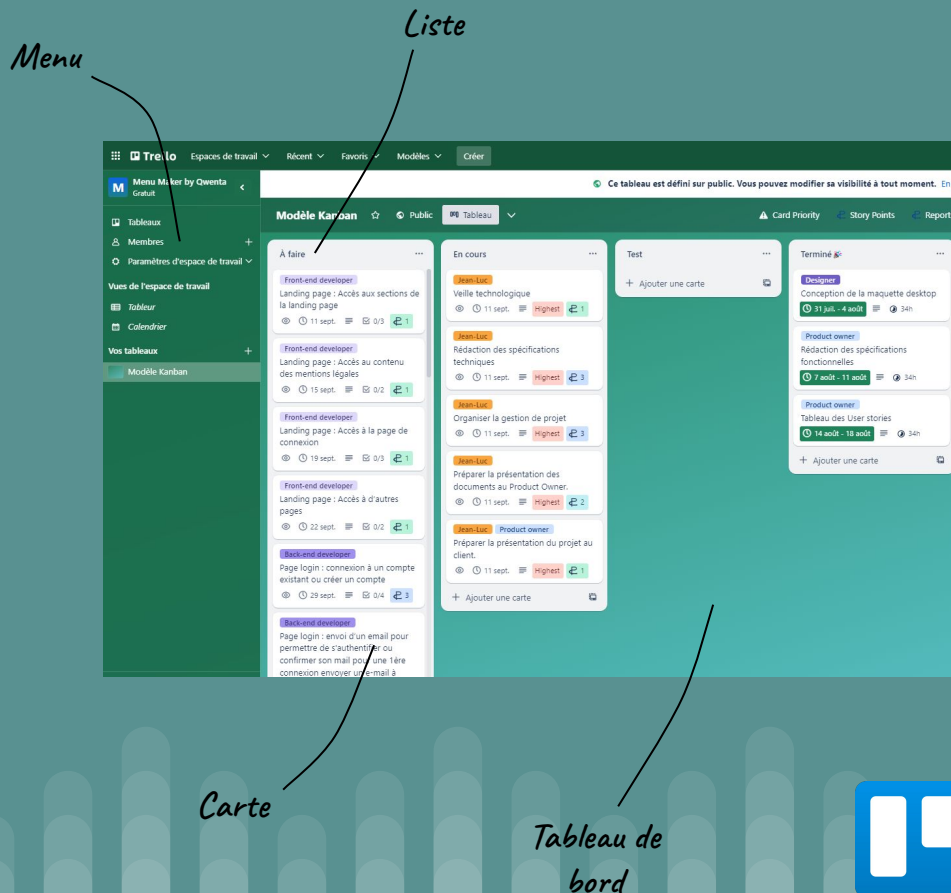 Liste
Menu
Trello Espaces de travail Récent Favoris Modèles Créer
Menu Maker by Qwenta
Gratuit
Ce tableau est défini sur public. Vous pouvez modifier sa visibilité à tout moment. En
Modèle Kanban Public Tableau Card Priority Story Points Report
Tableaux
Membres
Paramètres d'espace de travail
Vues de l'espace de travail
Tableur
Calendrier
Vos tableaux
Modèle Kanban
À faire
Front-end developer
Landing page : Accès aux sections de
la landing page
11 sept. 0/3 1
Front-end developer
Landing page : Accès au contenu
des mentions légales
15 sept. 0/2 1
Front-end developer
Landing page : Accès à la page de
connexion
19 sept. 0/3 1
Front-end developer
Landing page : Accès à d'autres
pages
22 sept. 0/2 1
Back-end developer
Page login : connexion à un compte
existant ou créer un compte
29 sept. 0/4 3
Back-end developer
Page login : envoi d'un email pour
permettre de s'authentifier ou
confirmer son mail pour une 1ère
connexion envoyer un e-mail à
En cours
Jean-Luc
Veille technologique
11 sept. Highest 1
Jean-Luc
Rédaction des spécifications
techniques
11 sept. Highest 3
Jean-Luc
Organiser la gestion de projet
11 sept. Highest 3
Jean-Luc
Préparer la présentation des
documents au Product Owner.
11 sept. Highest 2
Jean-Luc Product owner
Préparer la présentation du projet au
client.
11 sept. Highest 1
+ Ajouter une carte
Test
+ Ajouter une carte
Terminé 🎉
Designer
Conception de la maquette desktop
31 juil. - 4 août 34h
Product owner
Rédaction des spécifications
fonctionnelles
7 août - 11 août 34h
Product owner
Tableau des User stories
14 août - 18 août 34h
+ Ajouter une carte
Carte
Tableau de
bord